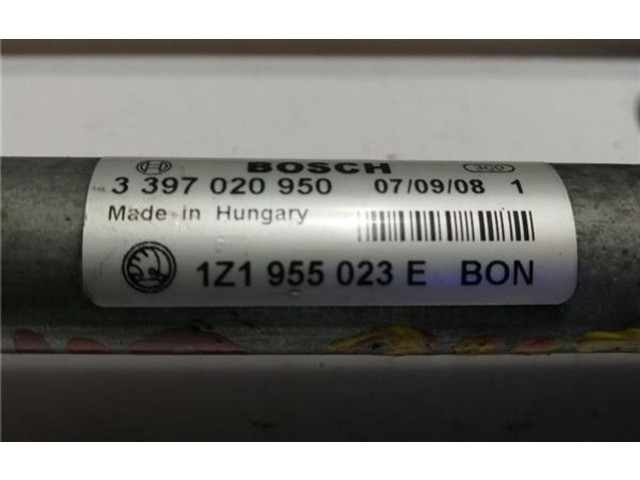 BOSCH
3 397 020 950 07/09/08 1
Made in Hungary
1Z1 955 023 E BON